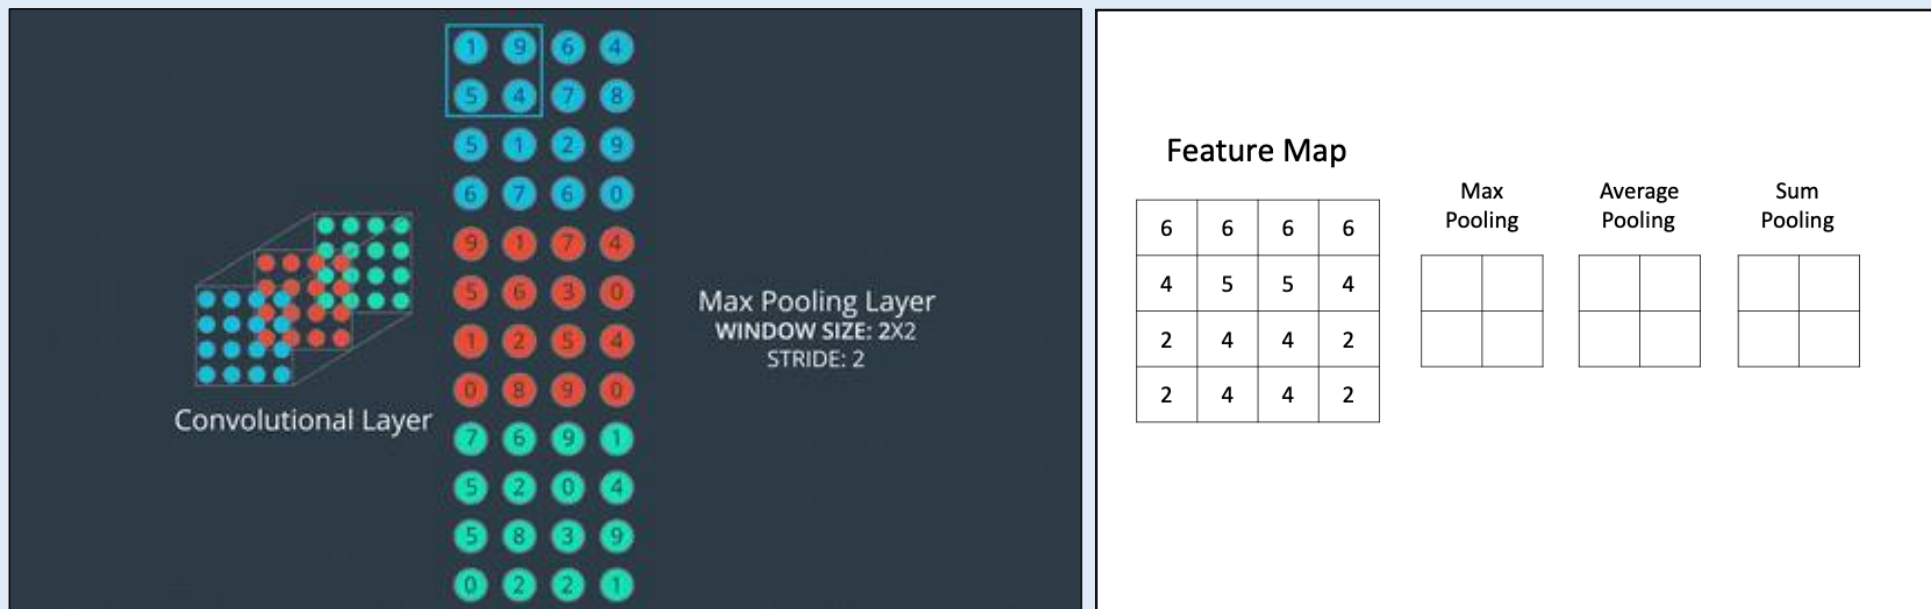 1 9 6 4
5 4 7 8
5 1 2 9
6 7 6 0
9 1 7 4
5 6 3 0
1 2 5 4
0 8 9 0
7 6 9 1
5 2 0 4
5 8 3 9
0 2 2 1
Convolutional Layer
Max Pooling Layer
WINDOW SIZE: 2X2
STRIDE: 2
Feature Map
6 6 6 6
4 5 5 4
2 4 4 2
2 4 4 2
Max
Pooling
Average
Pooling
Sum
Pooling